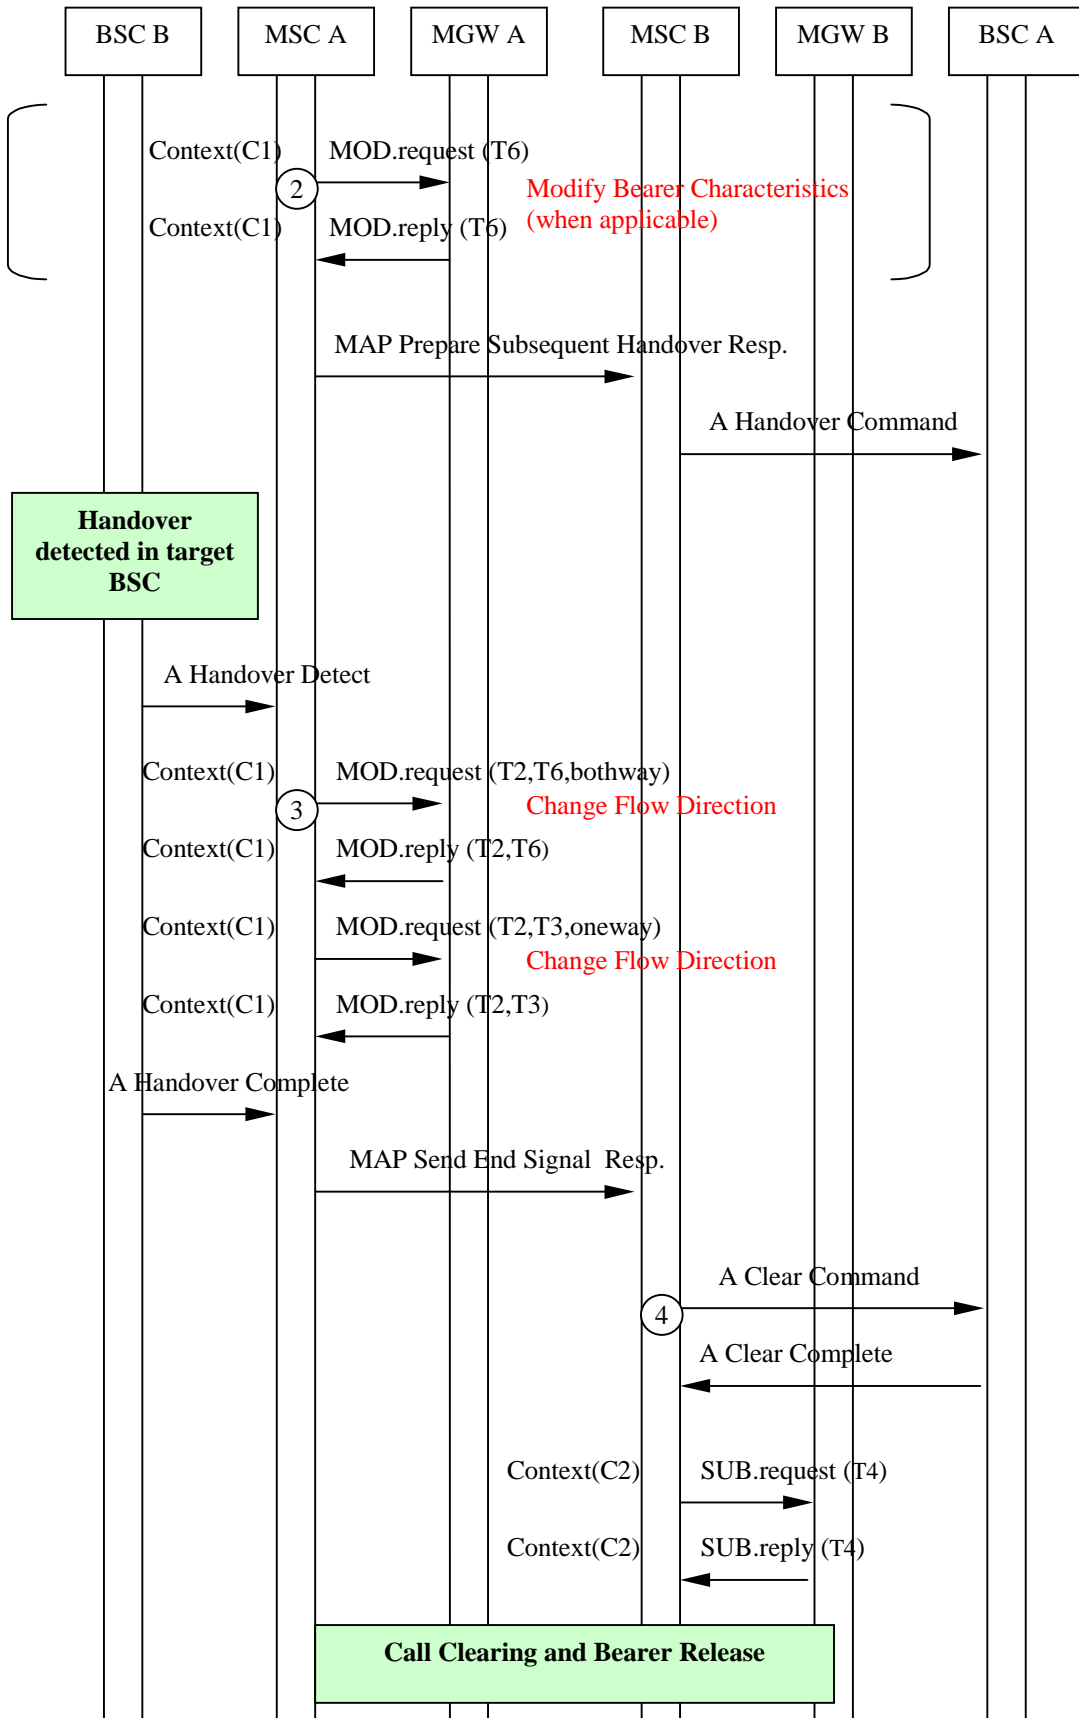 BSC B
MSC A
MGW A
MSC B
MGW B
BSC A
Context(C1)
MOD.request (T6)
2
Modify Bearer Characteristics
(when applicable)
Context(C1)
MOD.reply (T6)
MAP Prepare Subsequent Handover Resp.
A Handover Command
Handover
detected in target
BSC
A Handover Detect
Context(C1)
MOD.request (T2,T6,bothway)
3
Change Flow Direction
Context(C1)
MOD.reply (T2,T6)
Context(C1)
MOD.request (T2,T3,oneway)
Change Flow Direction
Context(C1)
MOD.reply (T2,T3)
A Handover Complete
MAP Send End Signal  Resp.
A Clear Command
4
A Clear Complete
Context(C2)
SUB.request (T4)
Context(C2)
SUB.reply (T4)
Call Clearing and Bearer Release